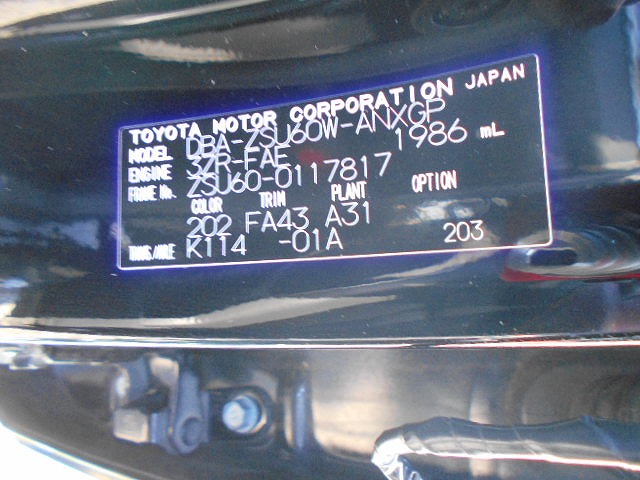 TOYOTA MOTOR CORPORATION JAPAN
MODEL DBA-ZSU60W-ANXGP
ENGINE 3ZR-FAE 1986 mL
FRAME No. ZSU60-0117817
COLOR TRIM PLANT OPTION
202 FA43 A31
TRANS./AXLE K114 -01A 203